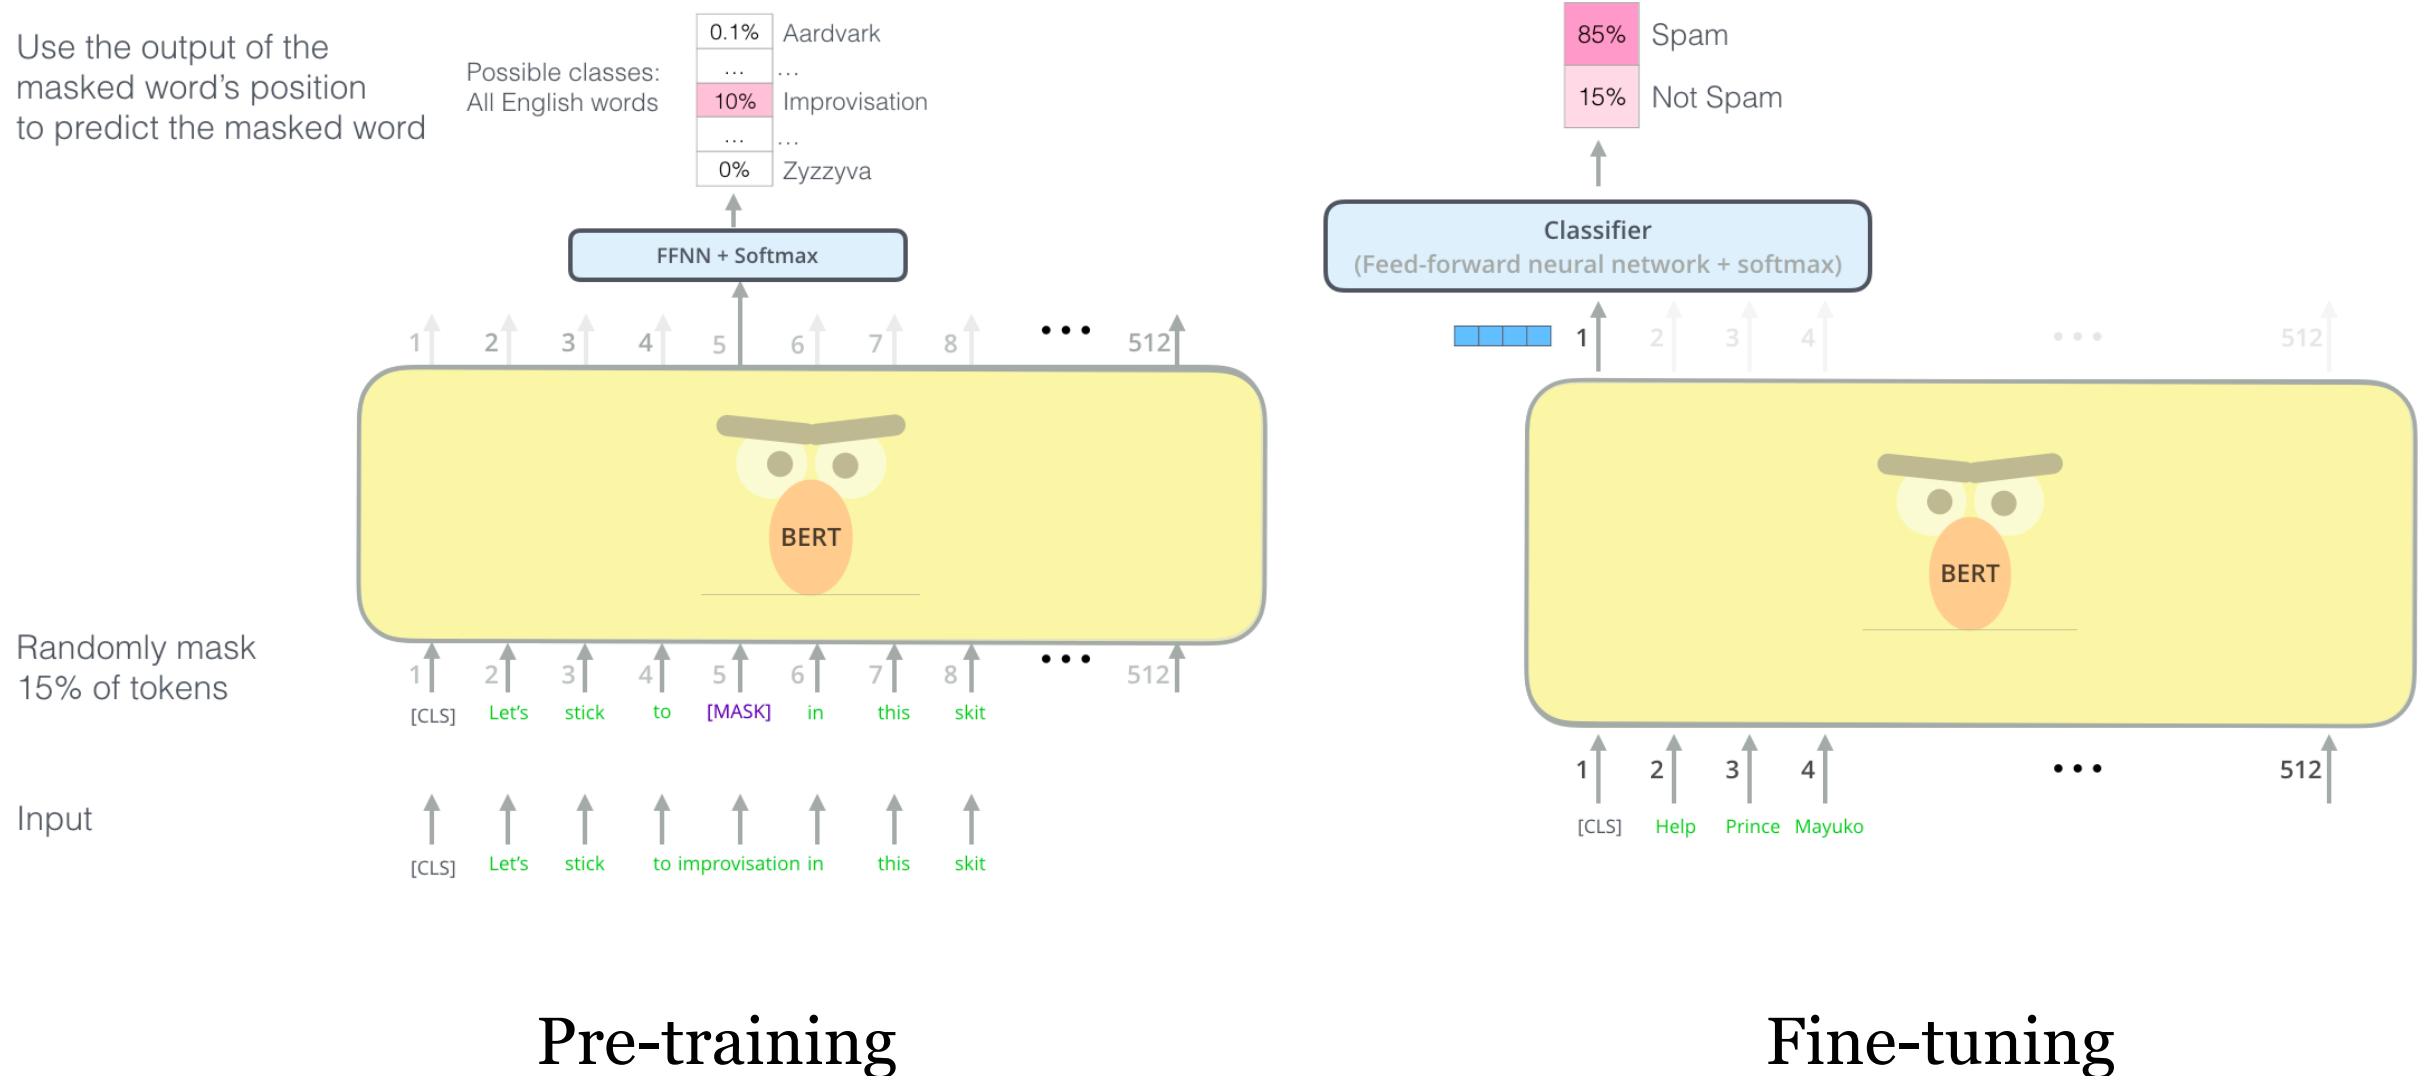 Use the output of the
masked word's position
to predict the masked word
Possible classes:
All English words
0.1% Aardvark
... ...
10% Improvisation
... ...
0% Zyzzyva
FFNN + Softmax
1 2 3 4 5 6 7 8 ... 512
BERT
Randomly mask
15% of tokens
1 2 3 4 5 6 7 8 ... 512
[CLS] Let's stick to [MASK] in this skit
Input
[CLS] Let's stick to improvisation in this skit
Pre-training
85% Spam
15% Not Spam
Classifier
(Feed-forward neural network + softmax)
1 2 3 4 ... 512
BERT
1 2 3 4 ... 512
[CLS] Help Prince Mayuko
Fine-tuning